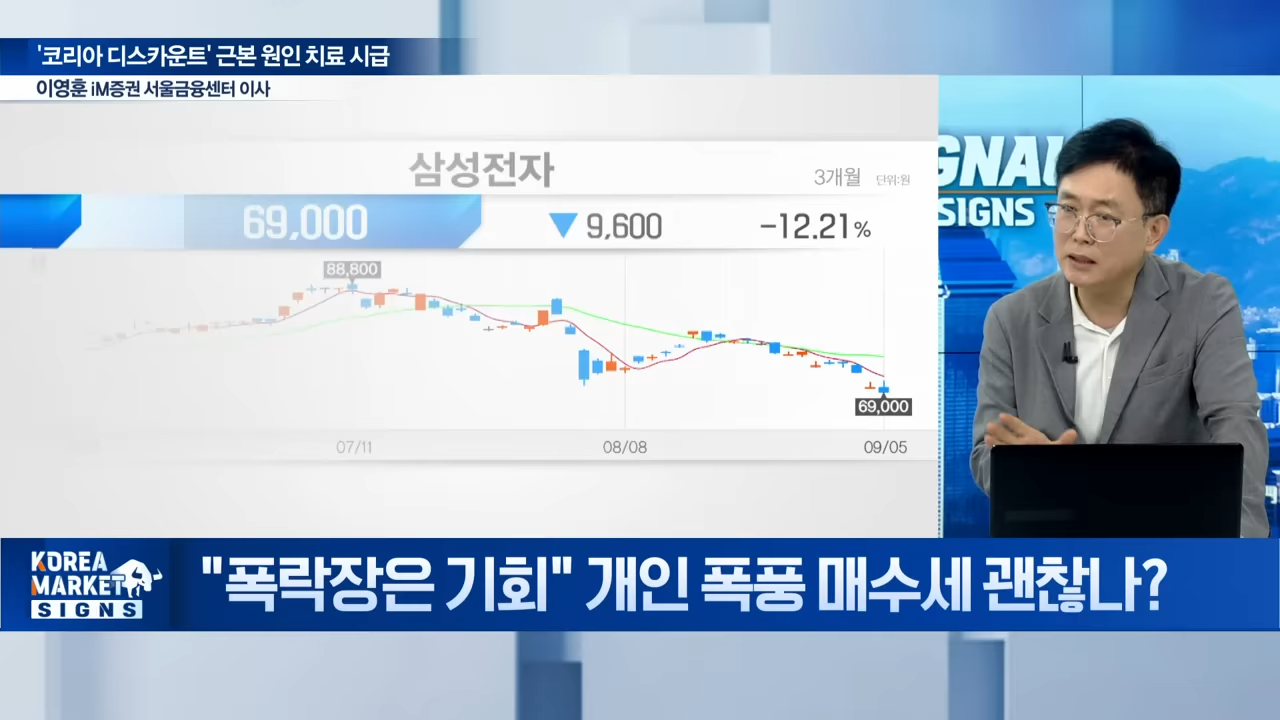 '코리아 디스카운트' 근본 원인 치료 시급
이영훈 iM증권 서울금융센터 이사
삼성전자
3개월 단위:원
69,000 ▼ 9,600 -12.21%
88,800
69,000
07/11 08/08 09/05
GNAL
SIGNS
KOREA
MARKET
SIGNS
"폭락장은 기회" 개인 폭풍 매수세 괜찮나?